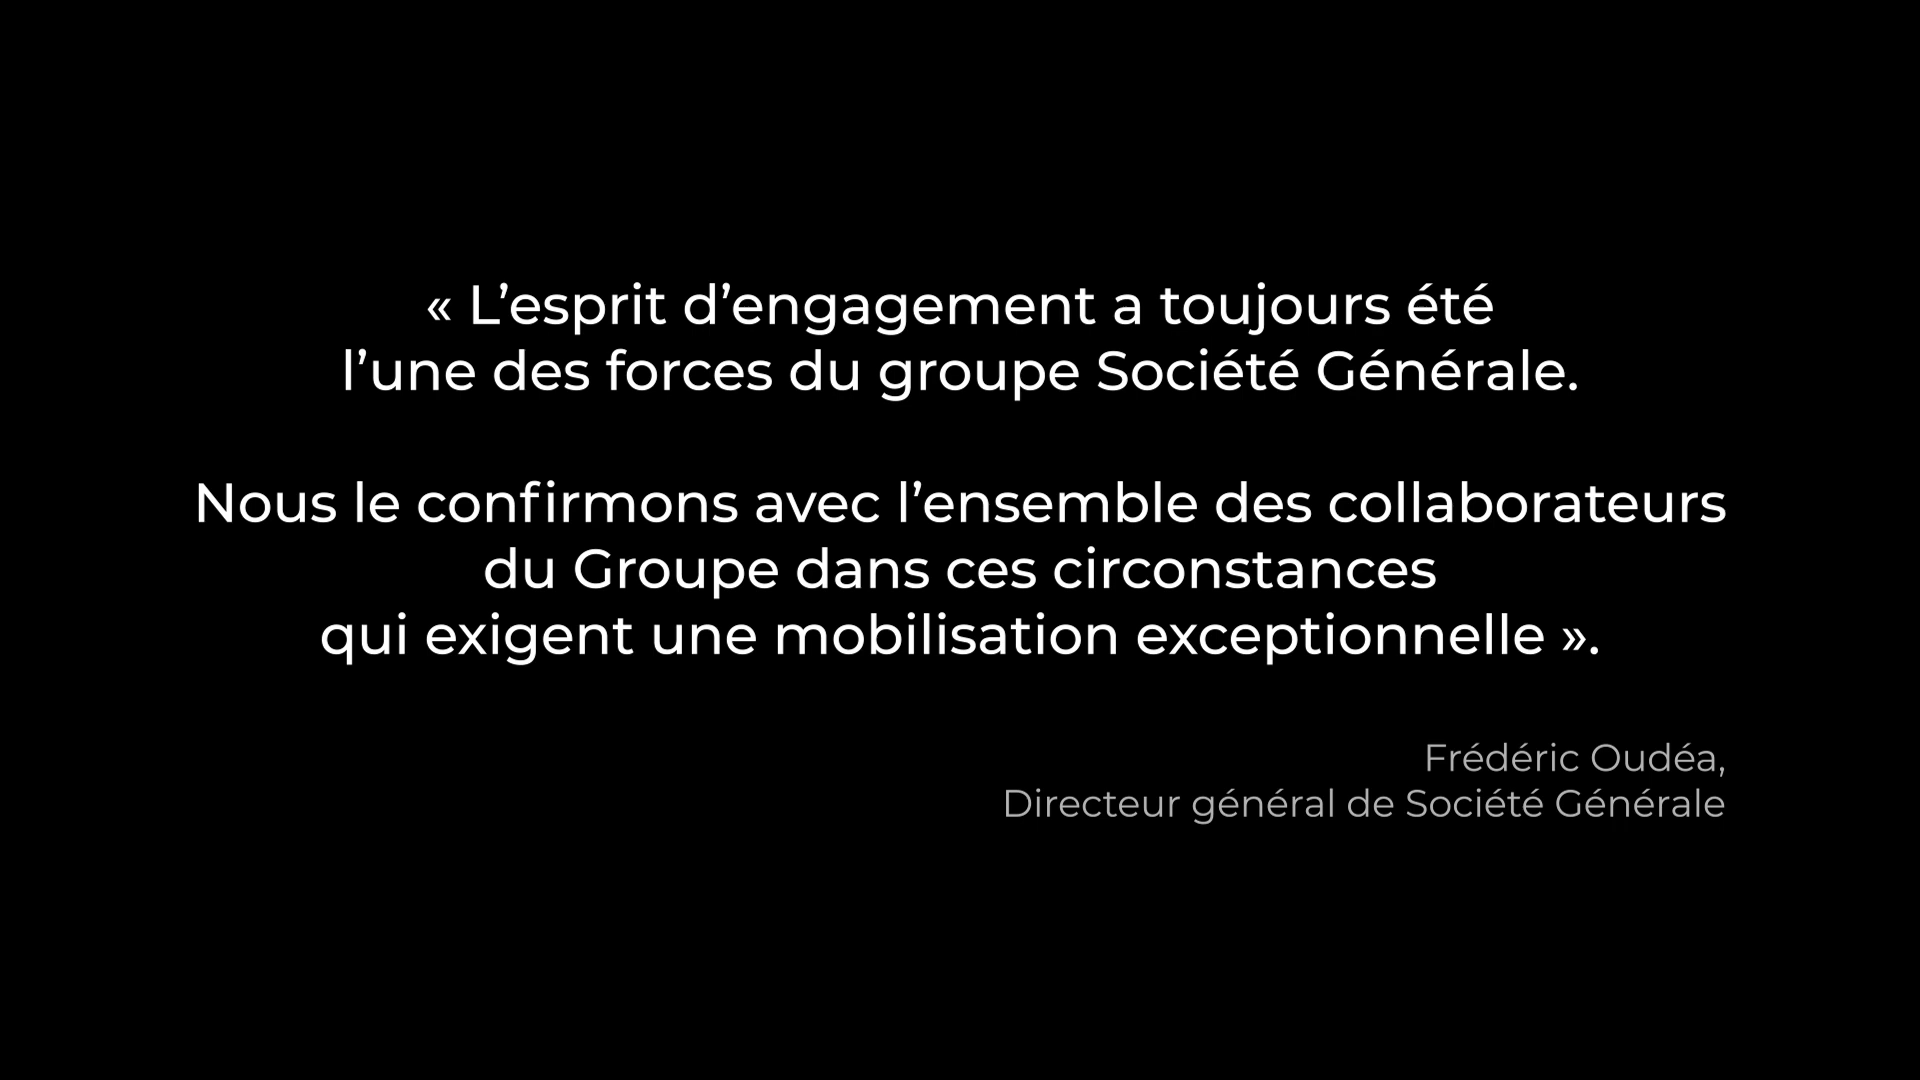 « L’esprit d’engagement a toujours été
l’une des forces du groupe Société Générale.
Nous le confirmons avec l’ensemble des collaborateurs
du Groupe dans ces circonstances
qui exigent une mobilisation exceptionnelle ».
Frédéric Oudéa,
Directeur général de Société Générale